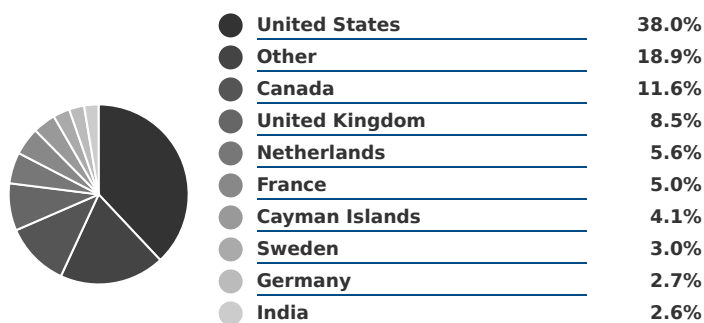 United States 38.0%
Other 18.9%
Canada 11.6%
United Kingdom 8.5%
Netherlands 5.6%
France 5.0%
Cayman Islands 4.1%
Sweden 3.0%
Germany 2.7%
India 2.6%